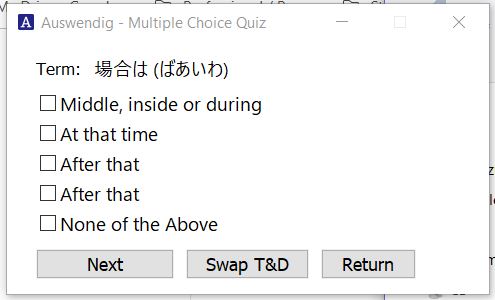 Auswendig - Multiple Choice Quiz
Term: 場合は (ばあいわ)
Middle, inside or during
At that time
After that
After that
None of the Above
Next Swap T&D Return